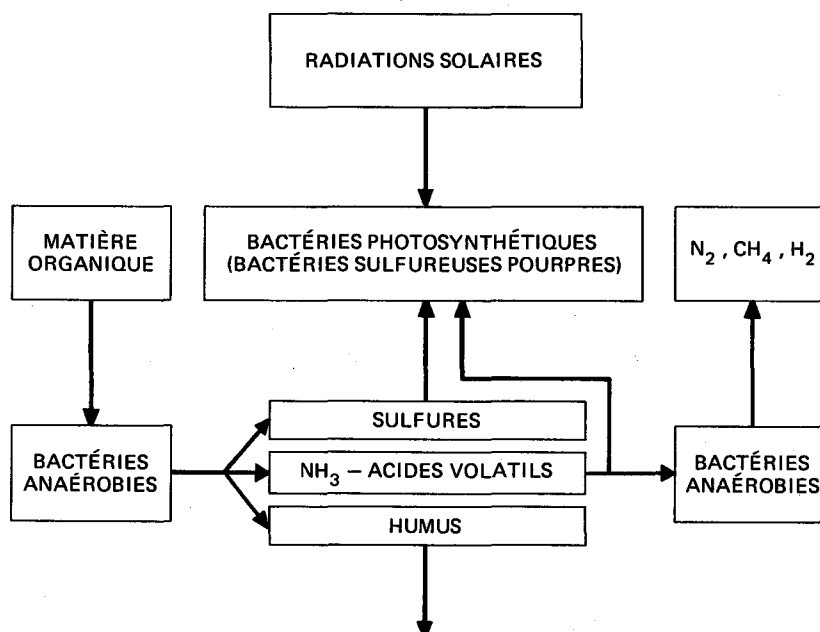 RADIATIONS SOLAIRES
MATIÈRE
ORGANIQUE
BACTÉRIES PHOTOSYNTHÉTIQUES
(BACTÉRIES SULFUREUSES POURPRES)
N₂ , CH₄ , H₂
BACTÉRIES
ANAÉROBIES
SULFURES
NH₃ – ACIDES VOLATILS
HUMUS
BACTÉRIES
ANAÉROBIES